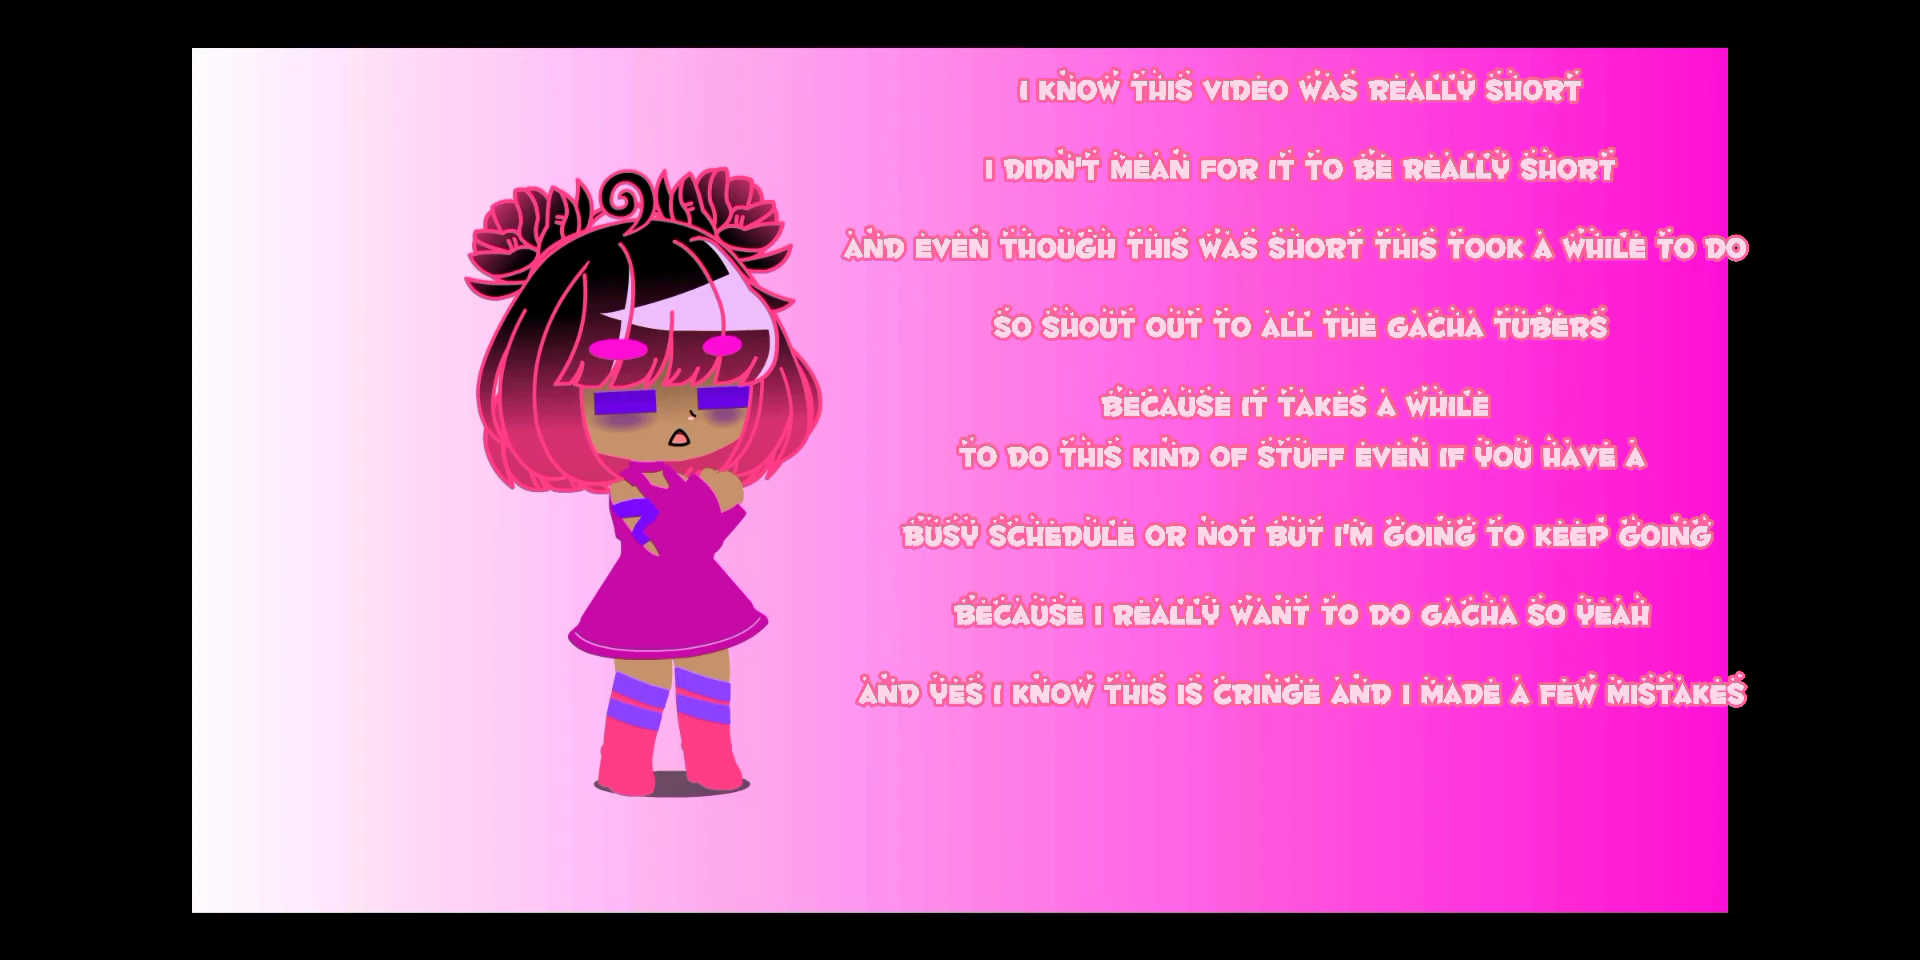 I KNOW THIS VIDEO WAS REALLY SHORT
I DIDN'T MEAN FOR IT TO BE REALLY SHORT
AND EVEN THOUGH THIS WAS SHORT THIS TOOK A WHILE TO DO
SO SHOUT OUT TO ALL THE GACHA TUBERS
BECAUSE IT TAKES A WHILE
TO DO THIS KIND OF STUFF EVEN IF YOU HAVE A
BUSY SCHEDULE OR NOT BUT I'M GOING TO KEEP GOING
BECAUSE I REALLY WANT TO DO GACHA SO YEAH
AND YES I KNOW THIS IS CRINGE AND I MADE A FEW MISTAKES